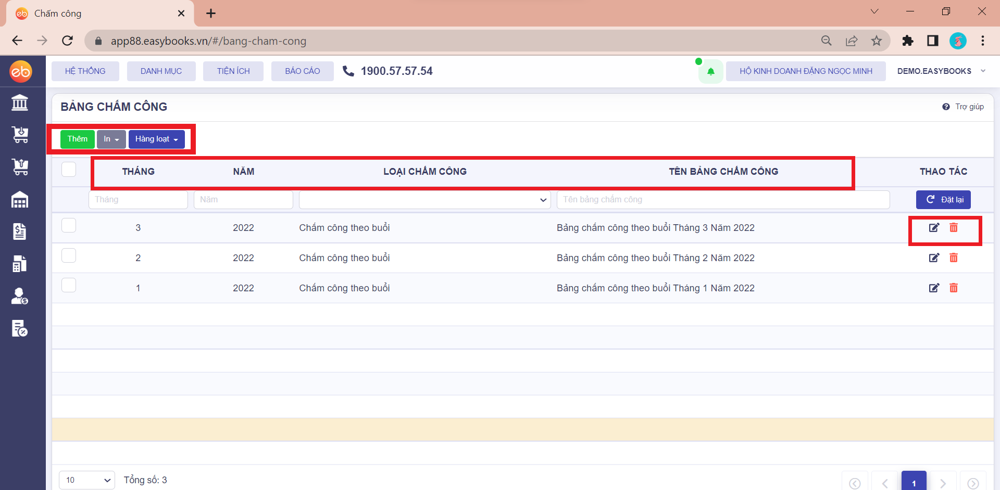 eb Chấm công
app88.easybooks.vn/#/bang-cham-cong
eb HỆ THỐNG DANH MỤC TIỆN ÍCH BÁO CÁO 1900.57.57.54 HỘ KINH DOANH ĐẶNG NGỌC MINH DEMO.EASYBOOKS
BẢNG CHẤM CÔNG Trợ giúp
Thêm In Hàng loạt
THÁNG NĂM LOẠI CHẤM CÔNG TÊN BẢNG CHẤM CÔNG THAO TÁC
Tháng Năm Tên bảng chấm công Đặt lại
3 2022 Chấm công theo buổi Bảng chấm công theo buổi Tháng 3 Năm 2022
2 2022 Chấm công theo buổi Bảng chấm công theo buổi Tháng 2 Năm 2022
1 2022 Chấm công theo buổi Bảng chấm công theo buổi Tháng 1 Năm 2022
10 Tổng số: 3 1